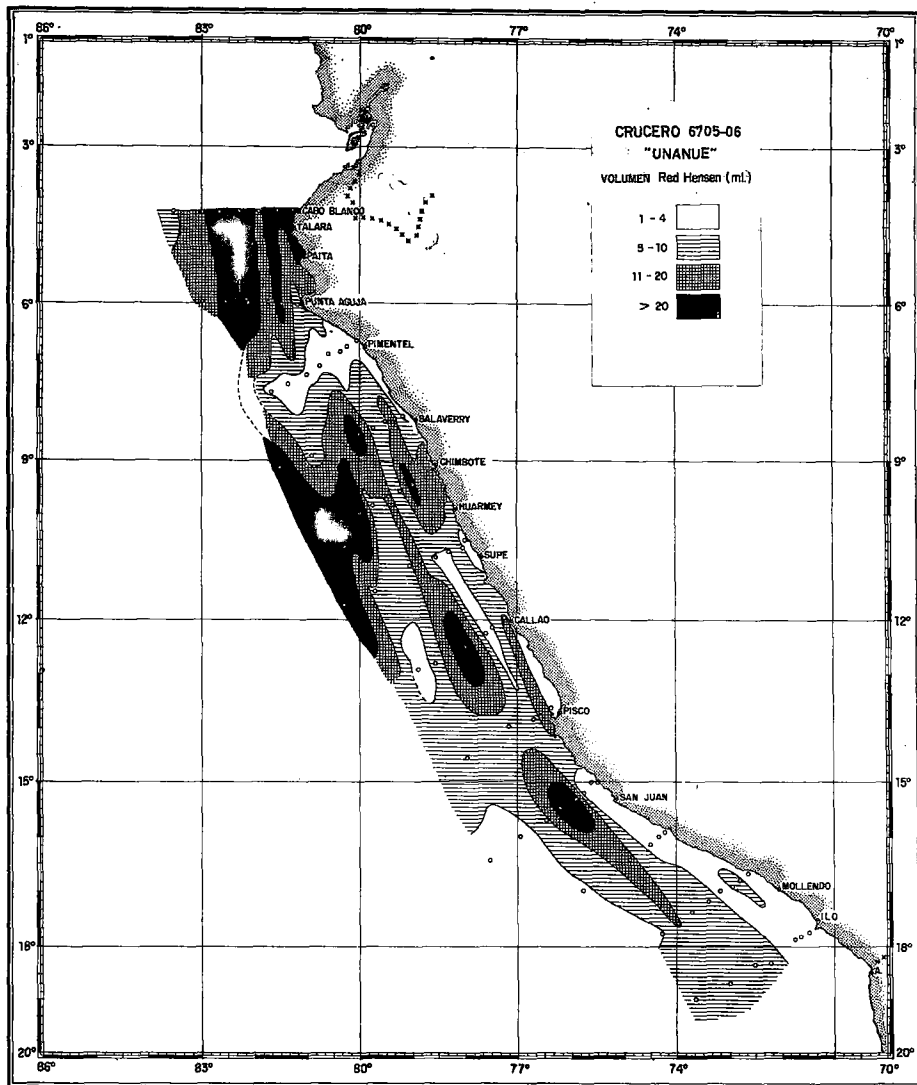 86° 83° 80° 77° 74° 70°
1° 1°
CRUCERO 6705-06
"UNANUE"
VOLUMEN Red Hensen (ml.)
1 - 4
5 - 10
11 - 20
> 20
3° 3°
CABO BLANCO
TALARA
PAITA
6° 6°
PUNTA AGUJA
PIMENTEL
SALAVERRY
9° 9°
CHIMBOTE
HUARMEY
SUPE
12° 12°
CALLAO
PISCO
15° 15°
SAN JUAN
MOLLENDO
ILO
18° 18°
A.
20° 20°
86° 83° 80° 77° 74° 70°